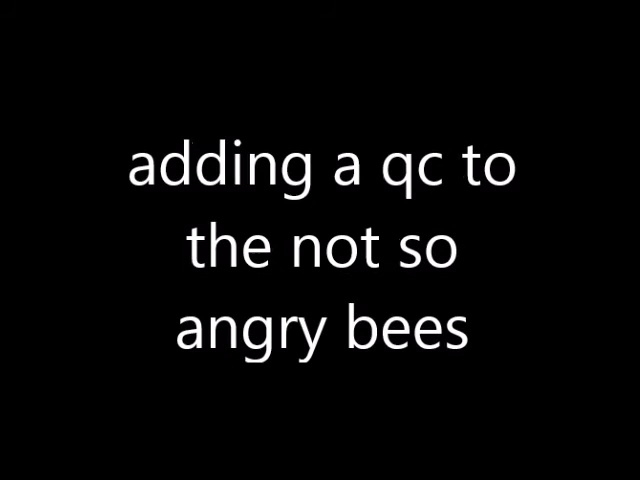 adding a qc to
the not so
angry bees